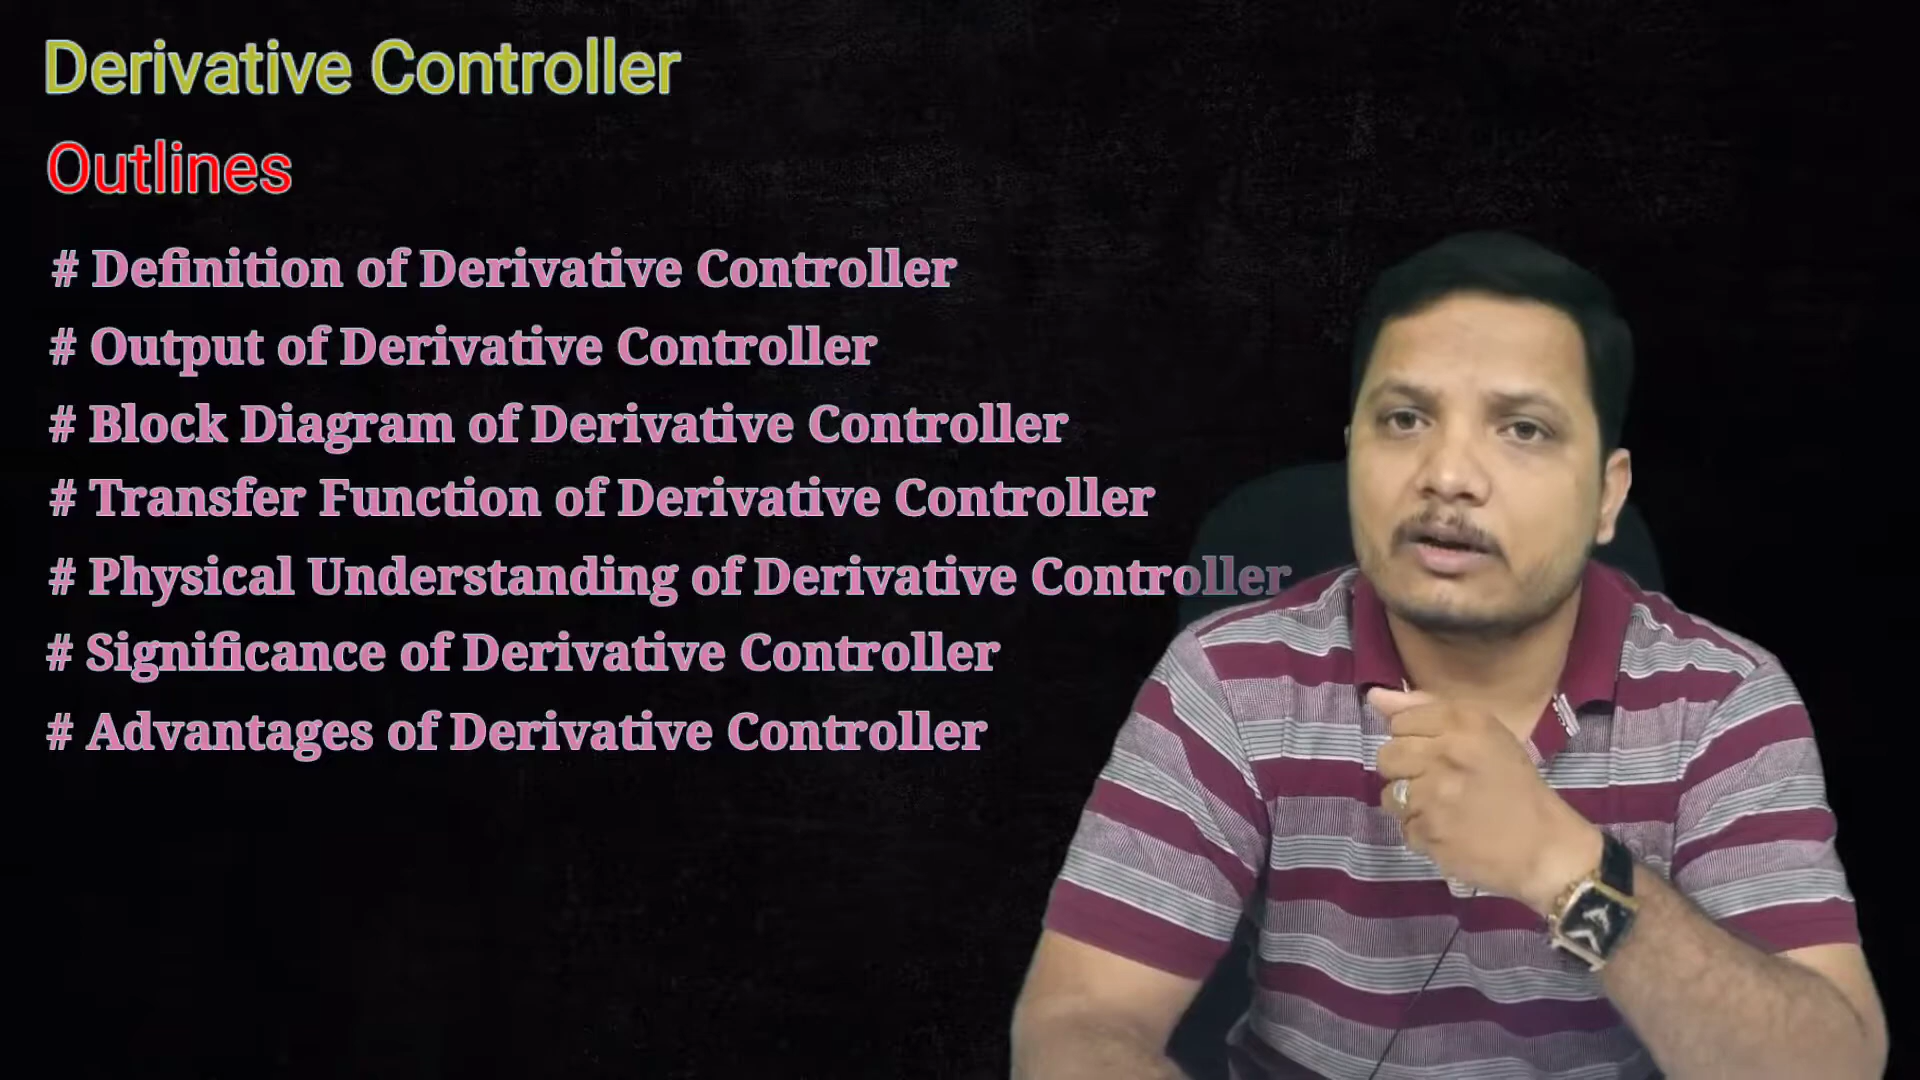 Derivative Controller
Outlines
# Definition of Derivative Controller
# Output of Derivative Controller
# Block Diagram of Derivative Controller
# Transfer Function of Derivative Controller
# Physical Understanding of Derivative Controller
# Significance of Derivative Controller
# Advantages of Derivative Controller